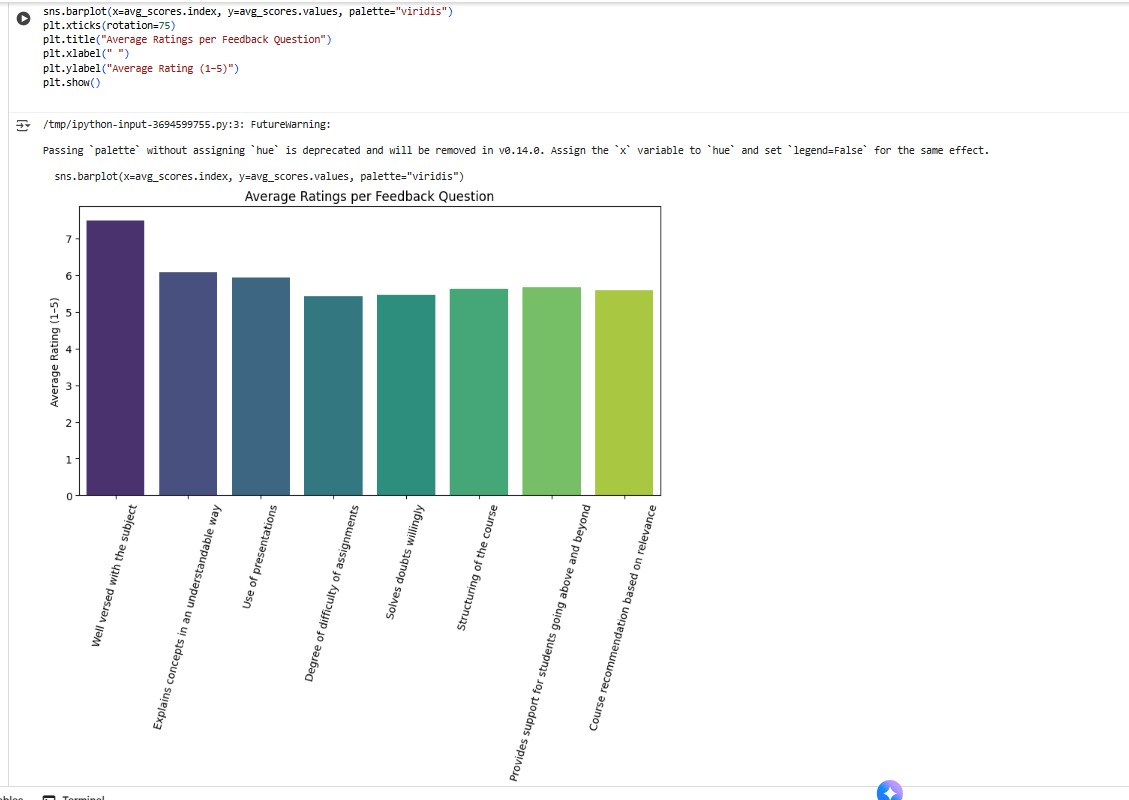 sns.barplot(x=avg_scores.index, y=avg_scores.values, palette="viridis")
plt.xticks(rotation=75)
plt.title("Average Ratings per Feedback Question")
plt.xlabel(" ")
plt.ylabel("Average Rating (1–5)")
plt.show()
/tmp/ipython-input-3694599755.py:3: FutureWarning:
Passing `palette` without assigning `hue` is deprecated and will be removed in v0.14.0. Assign the `x` variable to `hue` and set `legend=False` for the same effect.
sns.barplot(x=avg_scores.index, y=avg_scores.values, palette="viridis")
Average Ratings per Feedback Question
Average Rating (1–5)
7
6
5
4
3
2
1
0
Well versed with the subject
Explains concepts in an understandable way
Use of presentations
Degree of difficulty of assignments
Solves doubts willingly
Structuring of the course
Provides support for students going above and beyond
Course recommendation based on relevance
Terminal